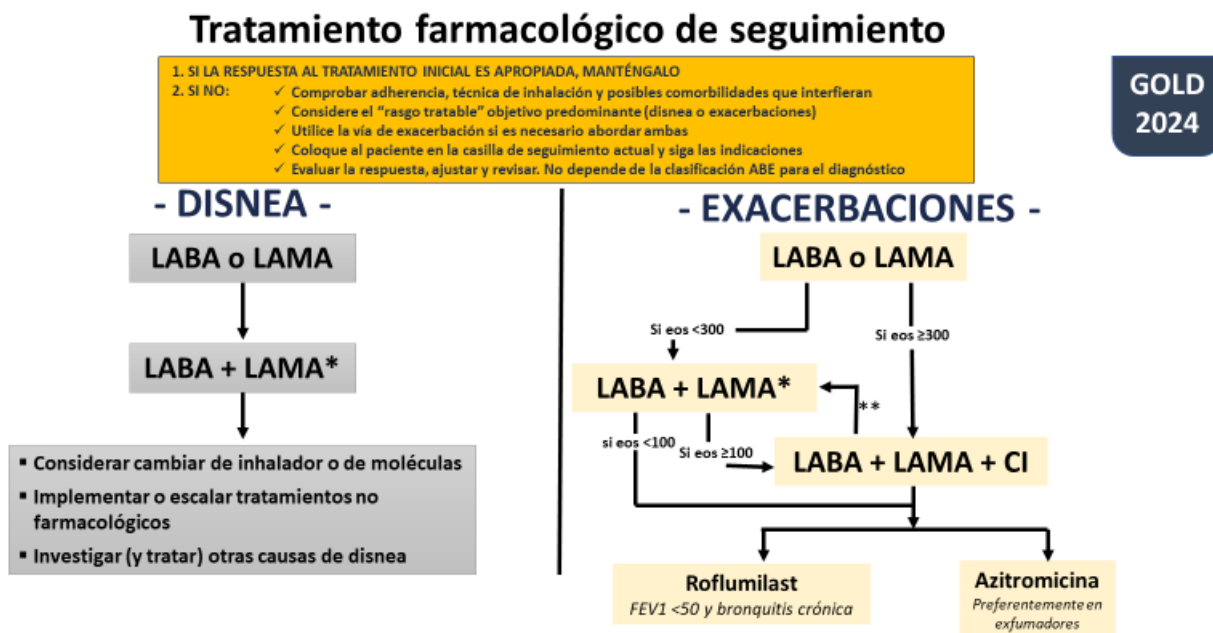 Tratamiento farmacológico de seguimiento
1. SI LA RESPUESTA AL TRATAMIENTO INICIAL ES APROPIADA, MANTÉNGALO
2. SI NO:
✓ Comprobar adherencia, técnica de inhalación y posibles comorbilidades que interfieran
✓ Considere el “rasgo tratable” objetivo predominante (disnea o exacerbaciones)
✓ Utilice la vía de exacerbación si es necesario abordar ambas
✓ Coloque al paciente en la casilla de seguimiento actual y siga las indicaciones
✓ Evaluar la respuesta, ajustar y revisar. No depende de la clasificación ABE para el diagnóstico
GOLD
2024
- DISNEA -
LABA o LAMA
LABA + LAMA*
▪ Considerar cambiar de inhalador o de moléculas
▪ Implementar o escalar tratamientos no
farmacológicos
▪ Investigar (y tratar) otras causas de disnea
- EXACERBACIONES -
LABA o LAMA
Si eos <300
Si eos ≥300
LABA + LAMA*
**
si eos <100
Si eos ≥100
LABA + LAMA + CI
Roflumilast
FEV1 <50 y bronquitis crónica
Azitromicina
Preferentemente en
exfumadores